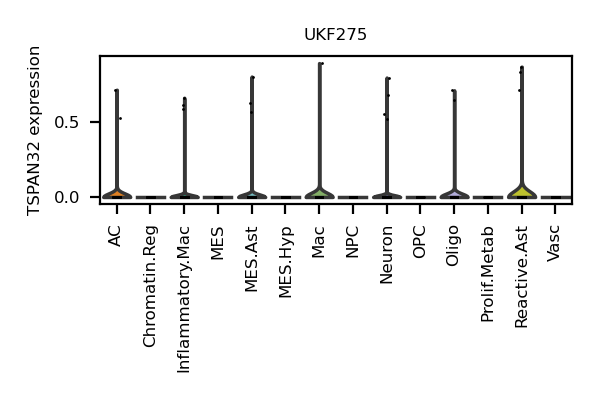 UKF275
TSPAN32 expression
0.5
0.0
AC
Chromatin.Reg
Inflammatory.Mac
MES
MES.Ast
MES.Hyp
Mac
NPC
Neuron
OPC
Oligo
Prolif.Metab
Reactive.Ast
Vasc